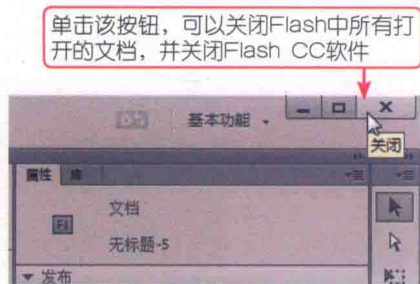 单击该按钮，可以关闭Flash中所有打
开的文档，并关闭Flash CC软件
基本功能
关闭
属性 库
文档
Fl
无标题-5
发布